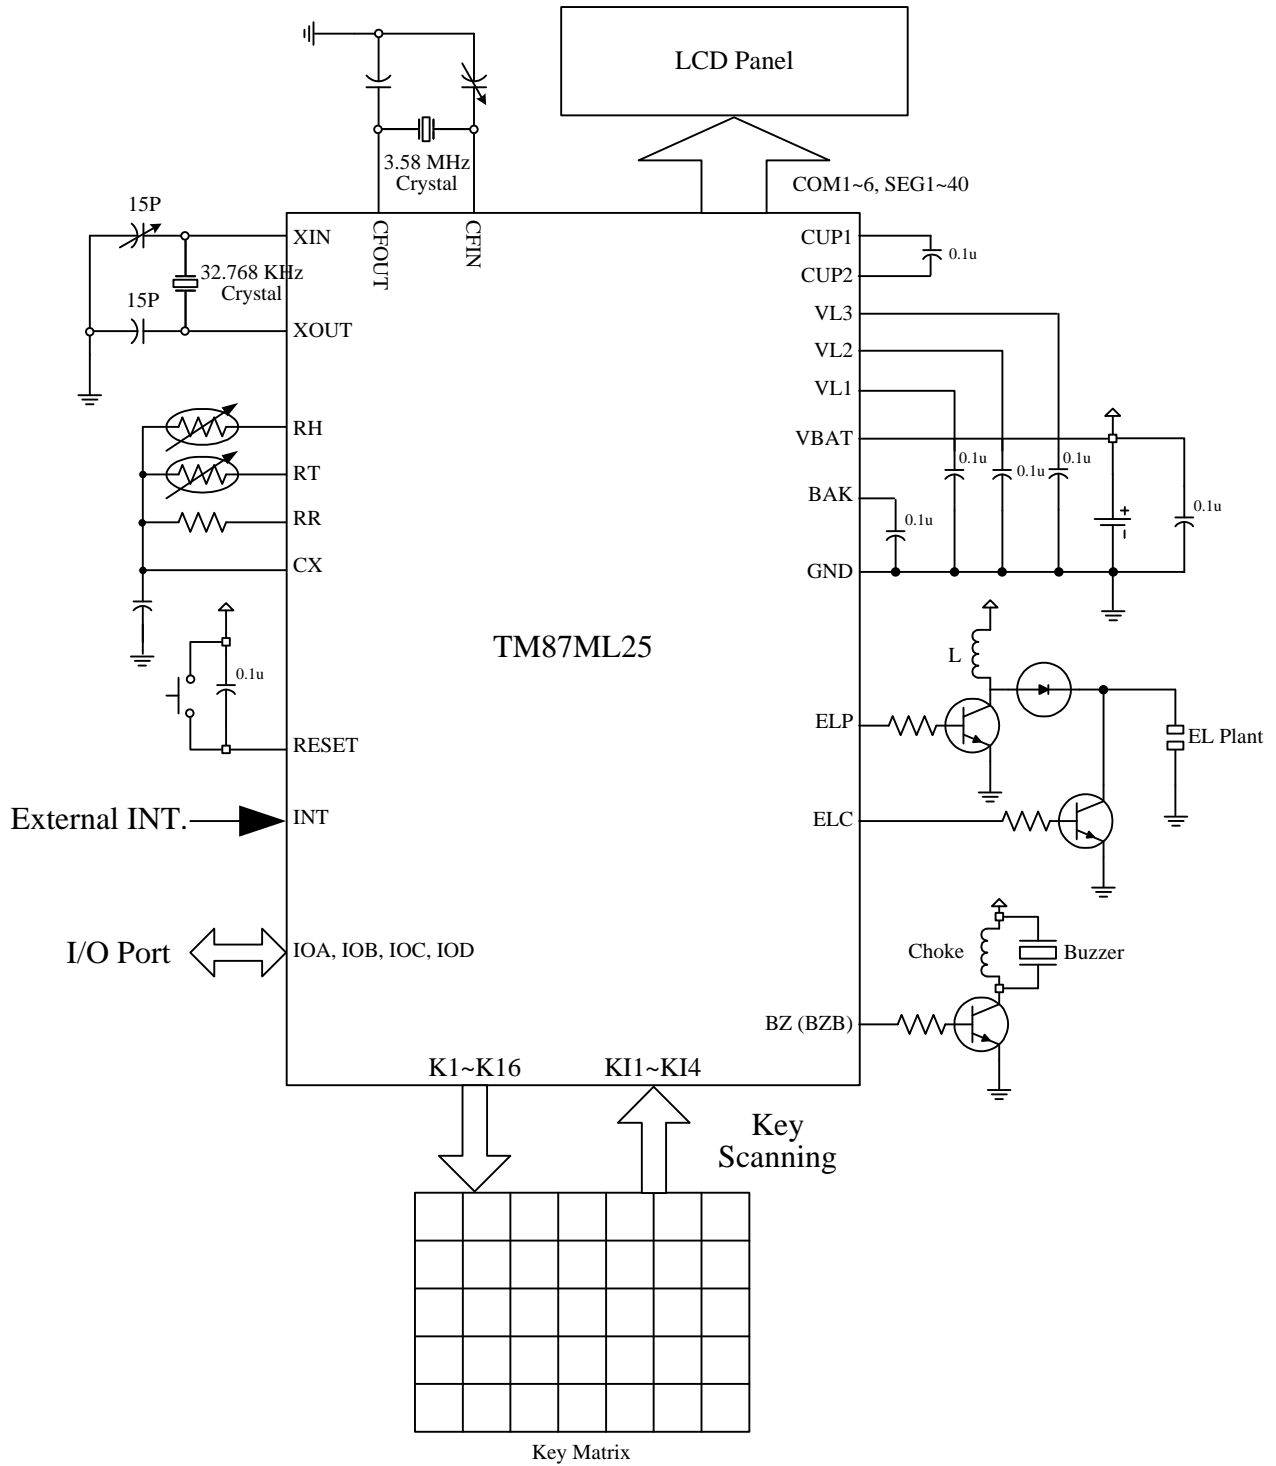 LCD Panel
3.58 MHz
Crystal
COM1~6, SEG1~40
15P
XIN
CFOUT
CFIN
CUP1
0.1u
32.768 KHz
Crystal
CUP2
15P
XOUT
VL3
VL2
VL1
RH
VBAT
0.1u
0.1u
0.1u
RT
BAK
0.1u
0.1u
RR
CX
GND
TM87ML25
L
0.1u
ELP
EL Plant
RESET
External INT.
INT
ELC
I/O Port
IOA, IOB, IOC, IOD
Choke
Buzzer
BZ (BZB)
K1~K16
KI1~KI4
Key
Scanning
Key Matrix